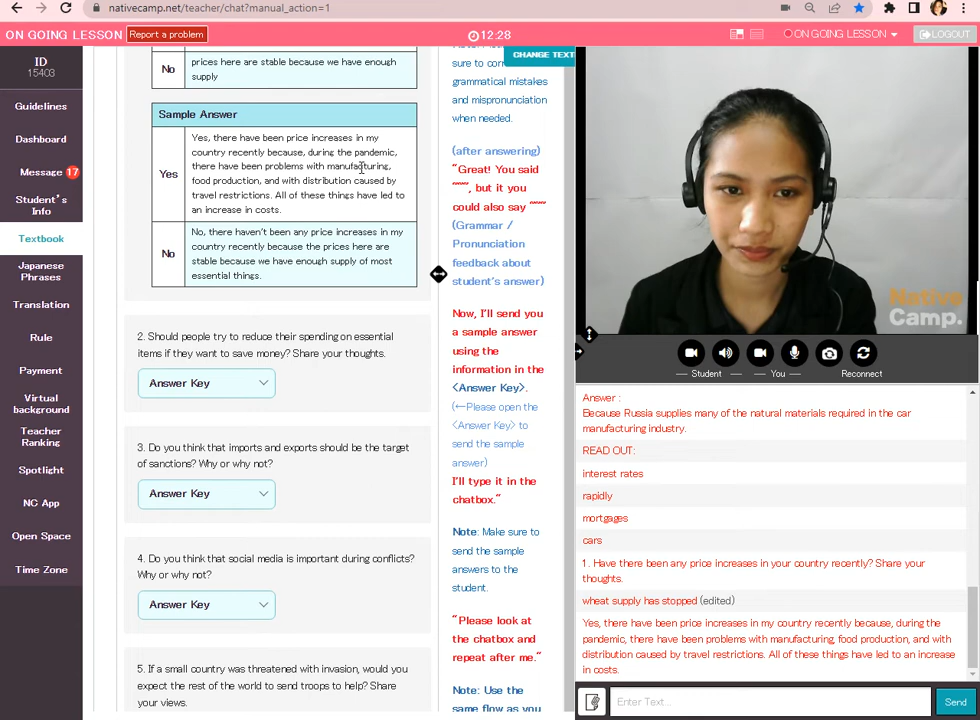 nativecamp.net/teacher/chat?manual_action=1
ON GOING LESSON
Report a problem
12:28
ON GOING LESSON
LOGOUT
ID
15403
Guidelines
Dashboard
Message 17
Student's
Info
Textbook
Japanese
Phrases
Translation
Rule
Payment
Virtual
background
Teacher
Ranking
Spotlight
NC App
Open Space
Time Zone
No
prices here are stable because we have enough
supply
Sample Answer
Yes
Yes, there have been price increases in my
country recently because, during the pandemic,
there have been problems with manufacturing,
food production, and with distribution caused by
travel restrictions. All of these things have led to
an increase in costs.
No
No, there haven't been any price increases in my
country recently because the prices here are
stable because we have enough supply of most
essential things.
2. Should people try to reduce their spending on essential
items if they want to save money? Share your thoughts.
Answer Key
3. Do you think that imports and exports should be the target
of sanctions? Why or why not?
Answer Key
4. Do you think that social media is important during conflicts?
Why or why not?
Answer Key
5. If a small country was threatened with invasion, would you
expect the rest of the world to send troops to help? Share
your views.
CHANGE TEXT
sure to
grammatical mistakes
and mispronunciation
when needed.
(after answering)
"Great! You said
~~~, but it you
could also say ~~~
(Grammar /
Pronunciation
feedback about
student's answer)
Now, I'll send you
a sample answer
using the
information in the
<Answer Key>.
(←Please open the
<Answer Key> to
send the sample
answer.)
I'll type it in the
chatbox."
Note: Make sure to
send the sample
answers to the
student.
"Please look at
the chatbox and
repeat after me."
Note: Use the
same flow as you
Native
Camp.
Student
You
Reconnect
Answer :
Because Russia supplies many of the natural materials required in the car
manufacturing industry.
READ OUT:
interest rates
rapidly
mortgages
cars
1. Have there been any price increases in your country recently? Share your
thoughts.
wheat supply has stopped (edited)
Yes, there have been price increases in my country recently because, during the
pandemic, there have been problems with manufacturing, food production, and with
distribution caused by travel restrictions. All of these things have led to an increase
in costs.
Enter Text...
Send